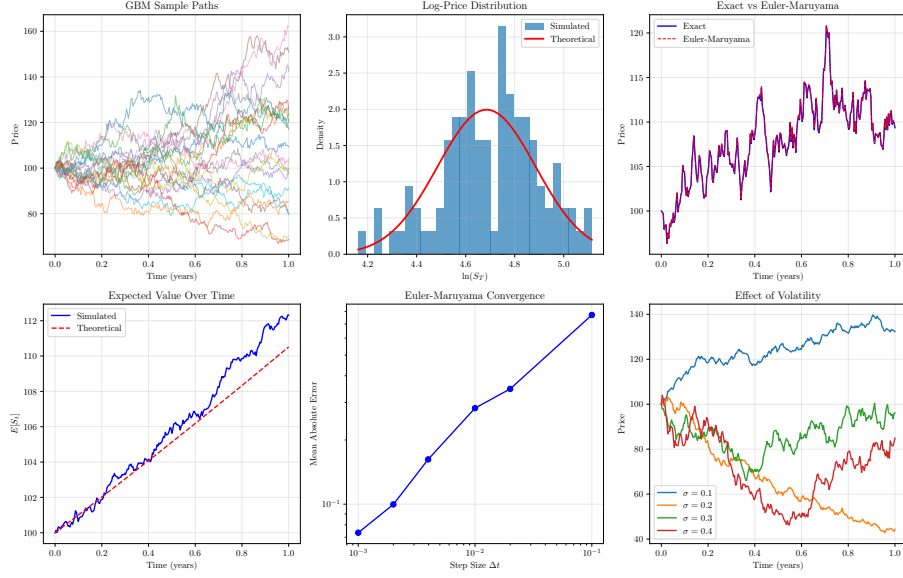 GBM Sample Paths
160
140
120
100
80
Price
0.0 0.2 0.4 0.6 0.8 1.0
Time (years)
Log-Price Distribution
Simulated
Theoretical
3.0
2.5
2.0
1.5
1.0
0.5
0.0
Density
4.2 4.4 4.6 4.8 5.0
ln(S_T)
Exact vs Euler-Maruyama
Exact
Euler-Maruyama
120
115
110
105
100
Price
0.0 0.2 0.4 0.6 0.8 1.0
Time (years)
Expected Value Over Time
Simulated
Theoretical
112
110
108
106
104
102
100
E[S_t]
0.0 0.2 0.4 0.6 0.8 1.0
Time (years)
Euler-Maruyama Convergence
10⁻¹
Mean Absolute Error
10⁻³ 10⁻² 10⁻¹
Step Size Δt
Effect of Volatility
140
120
100
80
60
40
Price
σ = 0.1
σ = 0.2
σ = 0.3
σ = 0.4
0.0 0.2 0.4 0.6 0.8 1.0
Time (years)